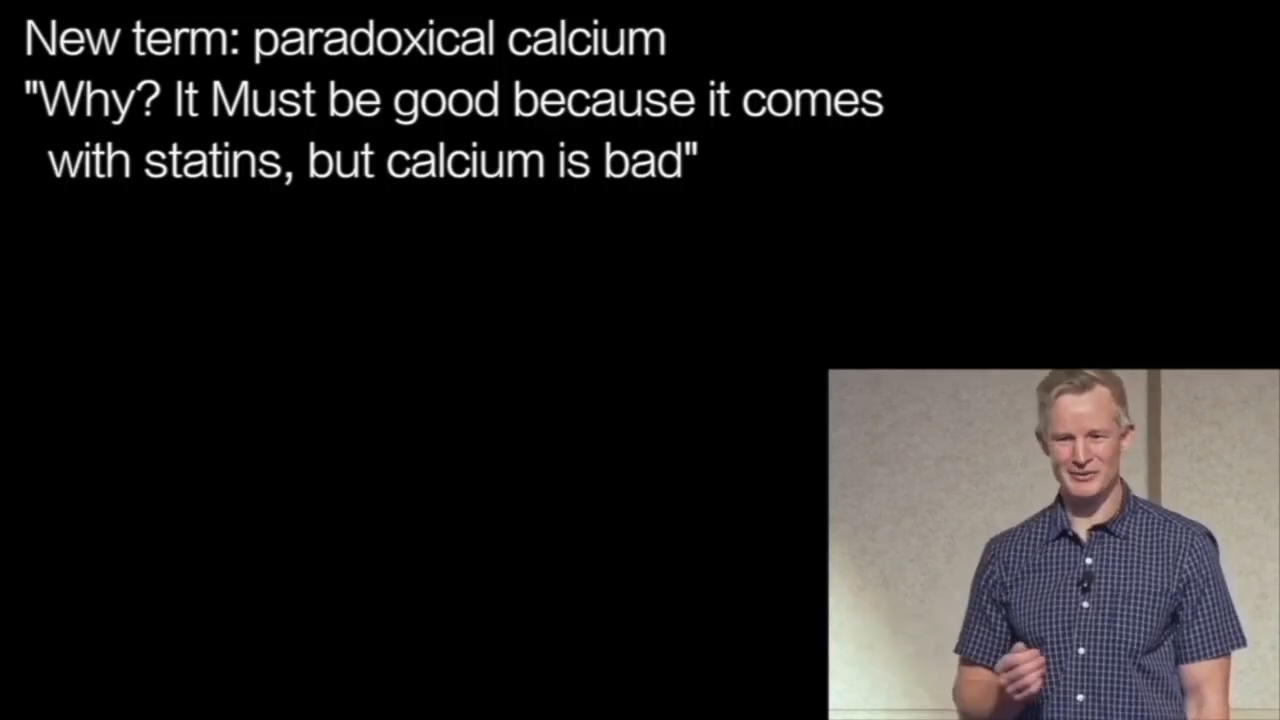 New term: paradoxical calcium
"Why? It Must be good because it comes
with statins, but calcium is bad"